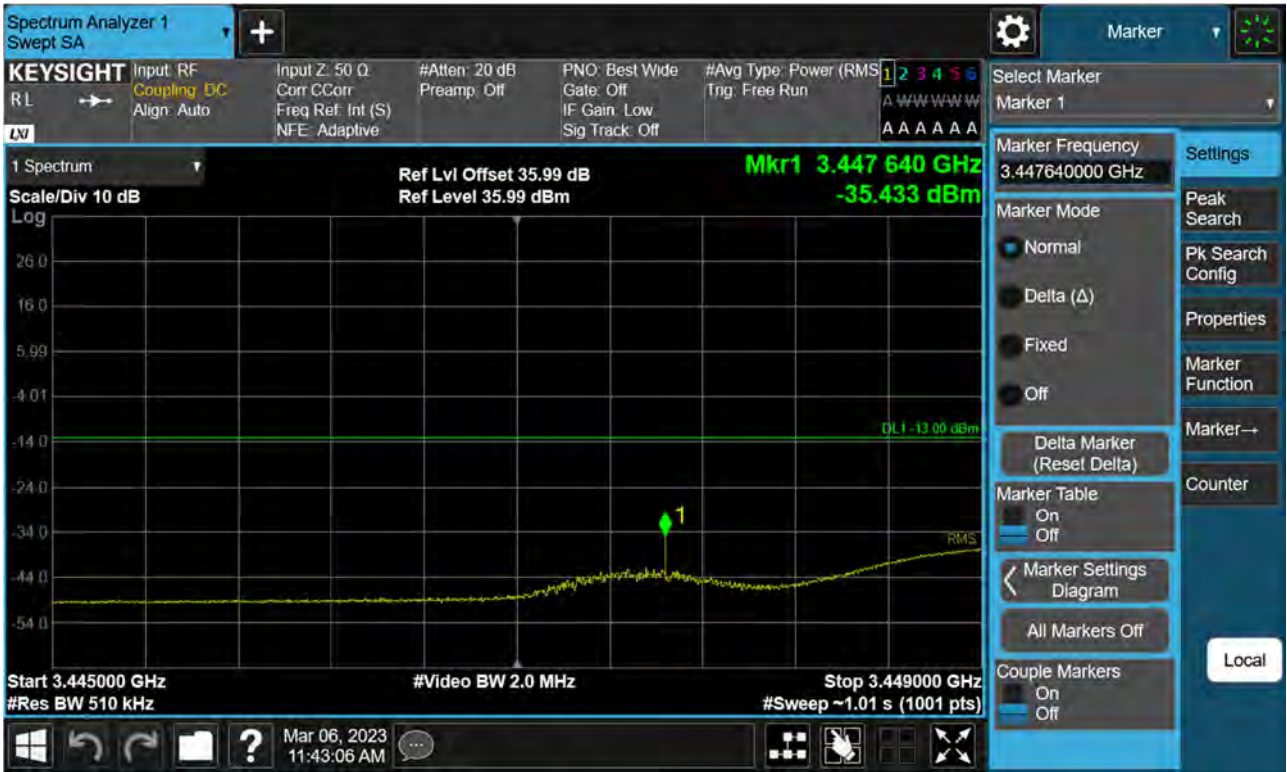 Spectrum Analyzer 1
Swept SA
+
Marker
KEYSIGHT
RL
LXI
Input: RF
Coupling: DC
Align: Auto
Input Z: 50 Ω
Corr CCorr
Freq Ref: Int (S)
NFE: Adaptive
#Atten: 20 dB
Preamp: Off
PNO: Best Wide
Gate: Off
IF Gain: Low
Sig Track: Off
#Avg Type: Power (RMS
Trig: Free Run
1 2 3 4 5 6
A W W W W W
A A A A A A
Select Marker
Marker 1
1 Spectrum
Scale/Div 10 dB
Log
Ref Lvl Offset 35.99 dB
Ref Level 35.99 dBm
Mkr1 3.447 640 GHz
-35.433 dBm
26.0
16.0
5.99
-4.01
-14.0
-24.0
-34.0
-44.0
-54.0
DL1 -13.00 dBm
1
RMS
Start 3.445000 GHz
#Res BW 510 kHz
#Video BW 2.0 MHz
Stop 3.449000 GHz
#Sweep ~1.01 s (1001 pts)
Marker Frequency
3.447640000 GHz
Marker Mode
Normal
Delta (Δ)
Fixed
Off
Delta Marker
(Reset Delta)
Marker Table
On
Off
Marker Settings
Diagram
All Markers Off
Couple Markers
On
Off
Settings
Peak
Search
Pk Search
Config
Properties
Marker
Function
Marker→
Counter
Local
?
Mar 06, 2023
11:43:06 AM